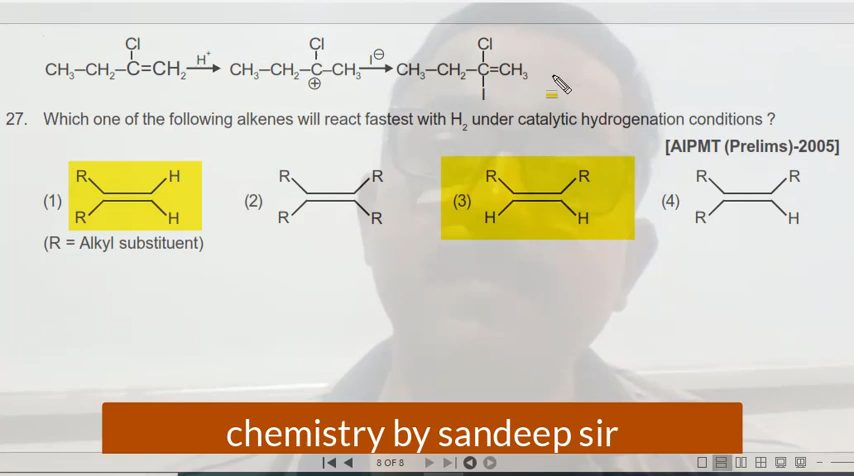 Cl Cl Cl
CH₃–CH₂–C=CH₂ H⁺ CH₃–CH₂–C–CH₃ I⊖ CH₃–CH₂–C=CH₃
⊕ I
27. Which one of the following alkenes will react fastest with H₂ under catalytic hydrogenation conditions ?
[AIPMT (Prelims)-2005]
R H R R R R R R
(1) (2) (3) (4)
R H R R H H R H
(R = Alkyl substituent)
chemistry by sandeep sir
8 OF 8